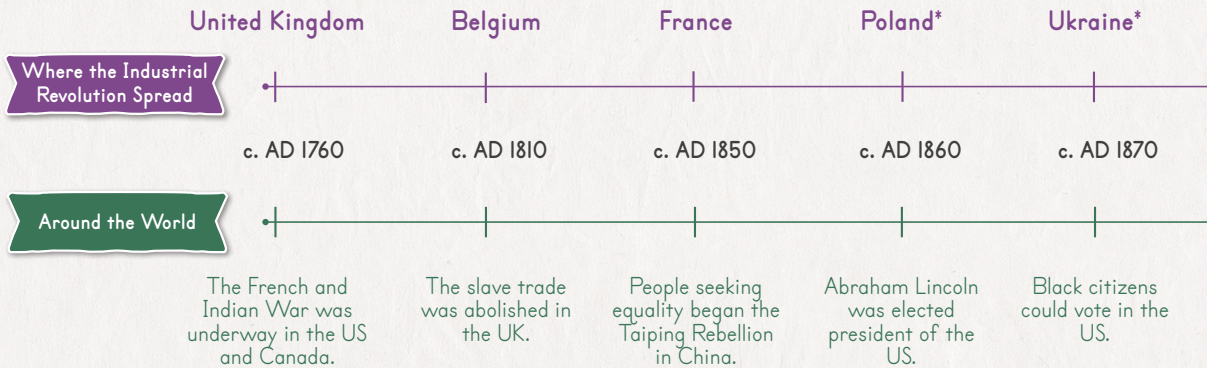 United Kingdom
Belgium
France
Poland*
Ukraine*
Where the Industrial
Revolution Spread
c. AD 1760
c. AD 1810
c. AD 1850
c. AD 1860
c. AD 1870
Around the World
The French and
Indian War was
underway in the US
and Canada.
The slave trade
was abolished in
the UK.
People seeking
equality began the
Taiping Rebellion
in China.
Abraham Lincoln
was elected
president of the
US.
Black citizens
could vote in the
US.